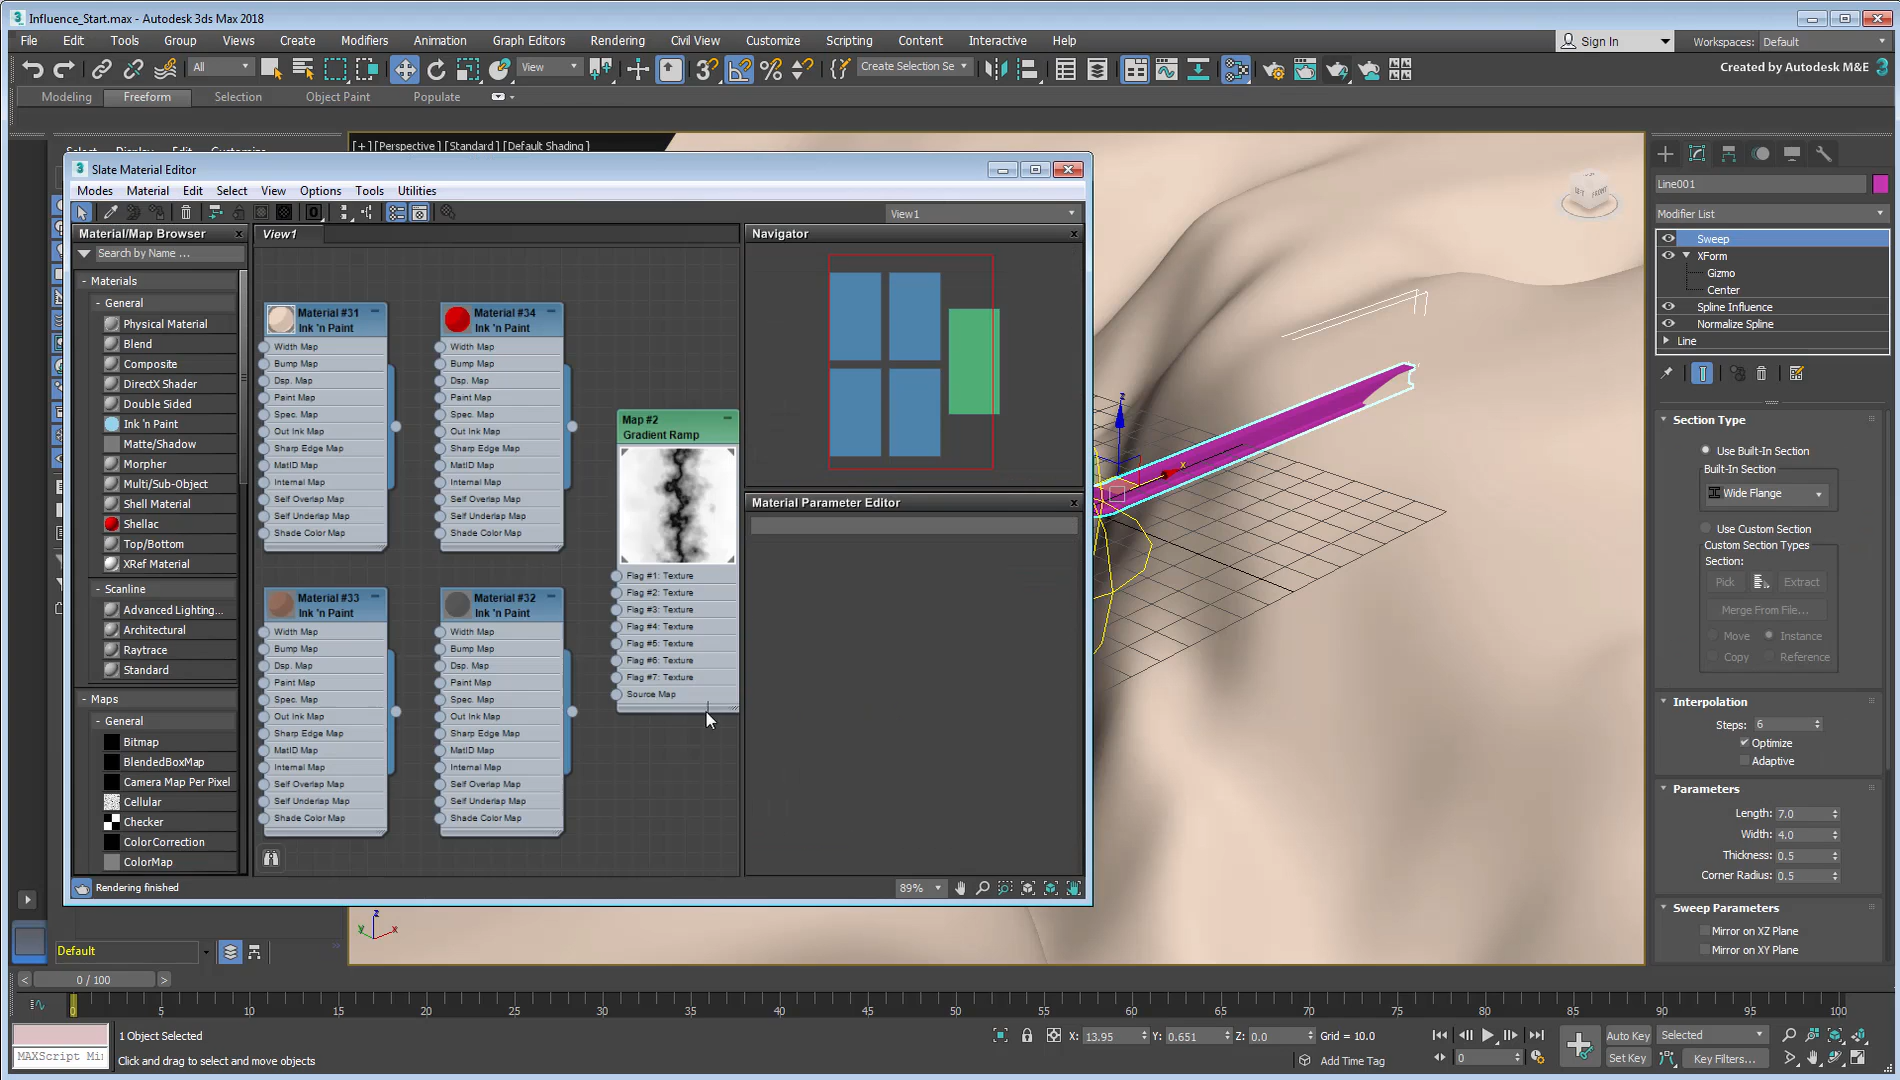 Influence_Start.max - Autodesk 3ds Max 2018
File Edit Tools Group Views Create Modifiers Animation Graph Editors Rendering Civil View Customize Scripting Content Interactive Help
Sign In
Workspaces: Default
All
View
Create Selection Se
Created by Autodesk M&E
Modeling Freeform Selection Object Paint Populate
[+] [Perspective] [Standard] [Default Shading]
Slate Material Editor
Modes Material Edit Select View Options Tools Utilities
View1
Material/Map Browser
Search by Name ...
- Materials
- General
Physical Material
Blend
Composite
DirectX Shader
Double Sided
Ink 'n Paint
Matte/Shadow
Morpher
Multi/Sub-Object
Shell Material
Shellac
Top/Bottom
XRef Material
- Scanline
Advanced Lighting...
Architectural
Raytrace
Standard
- Maps
- General
Bitmap
BlendedBoxMap
Camera Map Per Pixel
Cellular
Checker
ColorCorrection
ColorMap
Rendering finished
View1
Material #31
Ink 'n Paint
Width Map
Bump Map
Dsp. Map
Paint Map
Spec. Map
Out Ink Map
Sharp Edge Map
MatID Map
Internal Map
Self Overlap Map
Self Underlap Map
Shade Color Map
Material #34
Ink 'n Paint
Width Map
Bump Map
Dsp. Map
Paint Map
Spec. Map
Out Ink Map
Sharp Edge Map
MatID Map
Internal Map
Self Overlap Map
Self Underlap Map
Shade Color Map
Material #33
Ink 'n Paint
Width Map
Bump Map
Dsp. Map
Paint Map
Spec. Map
Out Ink Map
Sharp Edge Map
MatID Map
Internal Map
Self Overlap Map
Self Underlap Map
Shade Color Map
Material #32
Ink 'n Paint
Width Map
Bump Map
Dsp. Map
Paint Map
Spec. Map
Out Ink Map
Sharp Edge Map
MatID Map
Internal Map
Self Overlap Map
Self Underlap Map
Shade Color Map
Map #2
Gradient Ramp
Flag #1: Texture
Flag #2: Texture
Flag #3: Texture
Flag #4: Texture
Flag #5: Texture
Flag #6: Texture
Flag #7: Texture
Source Map
Navigator
Material Parameter Editor
89%
z
x
LEFT FRONT
z
y x
Line001
Modifier List
Sweep
XForm
Gizmo
Center
Spline Influence
Normalize Spline
Line
Section Type
Use Built-In Section
Built-In Section
Wide Flange
Use Custom Section
Custom Section Types
Section:
Pick Extract
Merge From File...
Move Instance
Copy Reference
Interpolation
Steps: 6
Optimize
Adaptive
Parameters
Length: 7.0
Width: 4.0
Thickness: 0.5
Corner Radius: 0.5
Sweep Parameters
Mirror on XZ Plane
Mirror on XY Plane
Default
< 0 / 100 >
0 5 10 15 20 25 30 35 40 45 50 55 60 65 70 75 80 85 90 95 100
1 Object Selected
X: 13.95 Y: 0.651 Z: 0.0 Grid = 10.0
Auto Key Selected
MAXScript Mi
Click and drag to select and move objects
Add Time Tag
0
Set Key Key Filters...